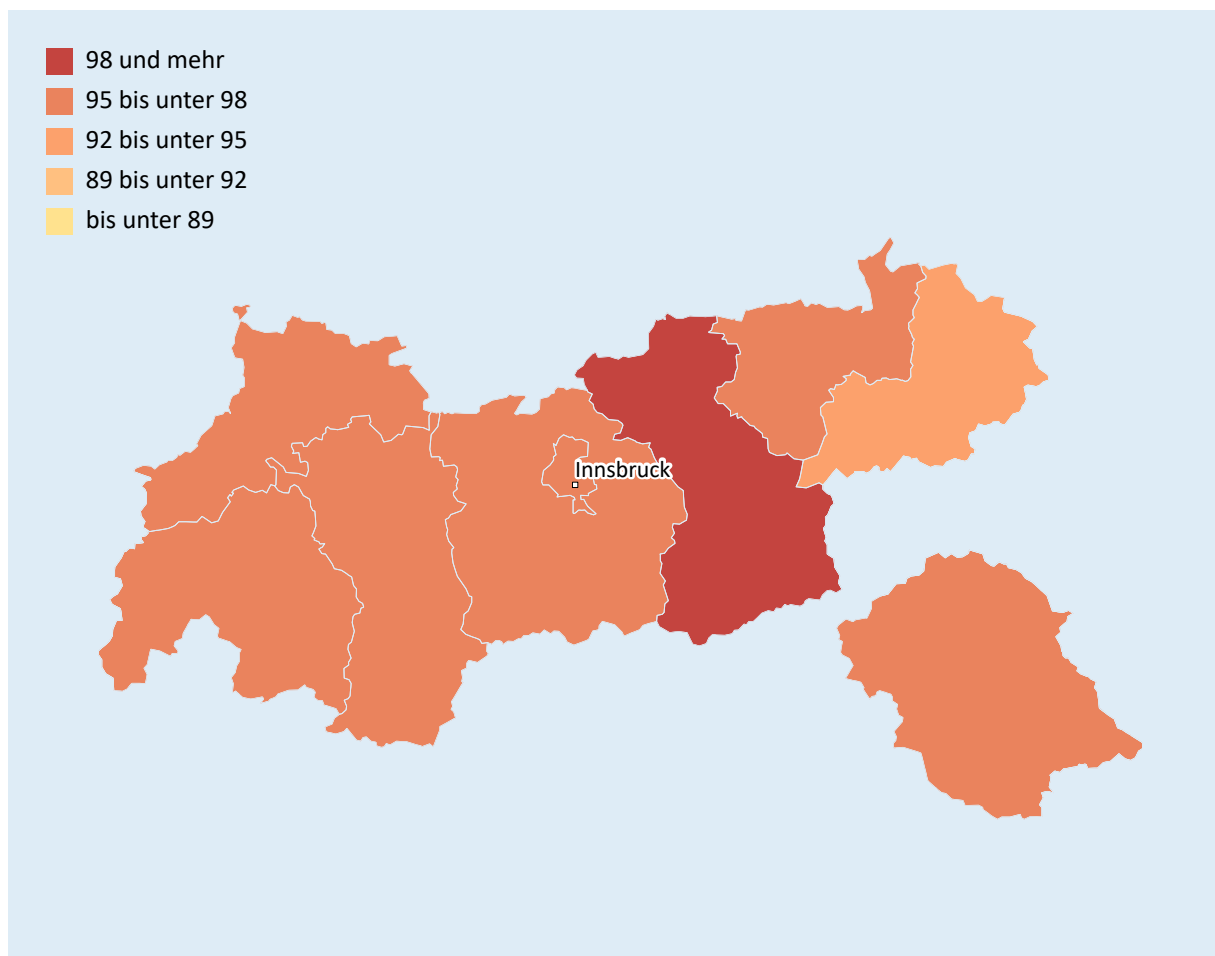 98 und mehr
95 bis unter 98
92 bis unter 95
89 bis unter 92
bis unter 89
Innsbruck